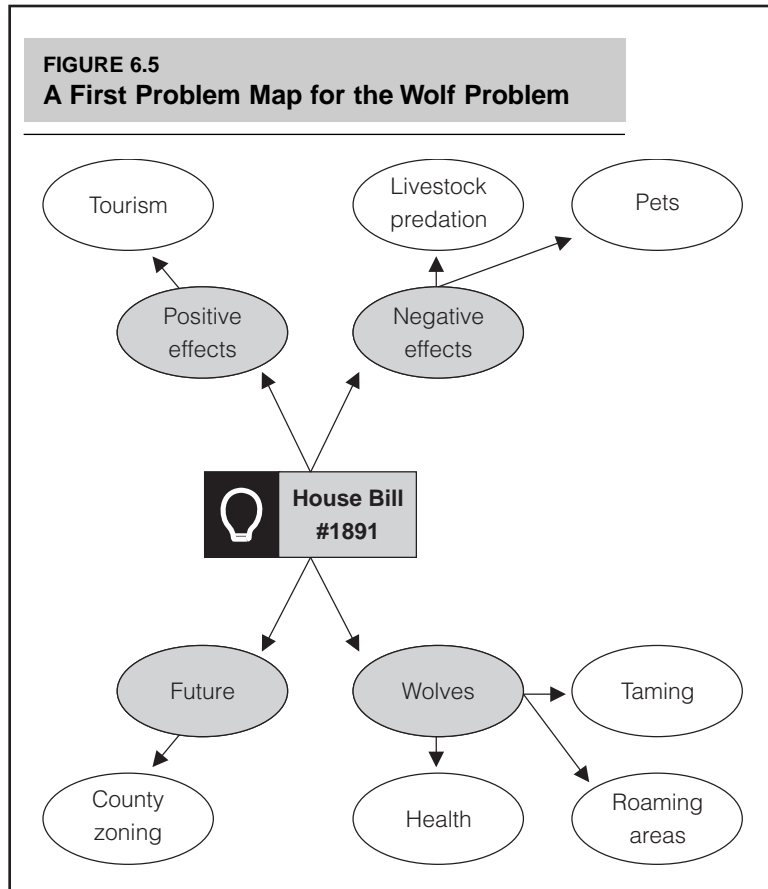 FIGURE 6.5
A First Problem Map for the Wolf Problem
Tourism
Livestock
predation
Pets
Positive
effects
Negative
effects
House Bill
#1891
Future
Wolves
Taming
County
zoning
Health
Roaming
areas